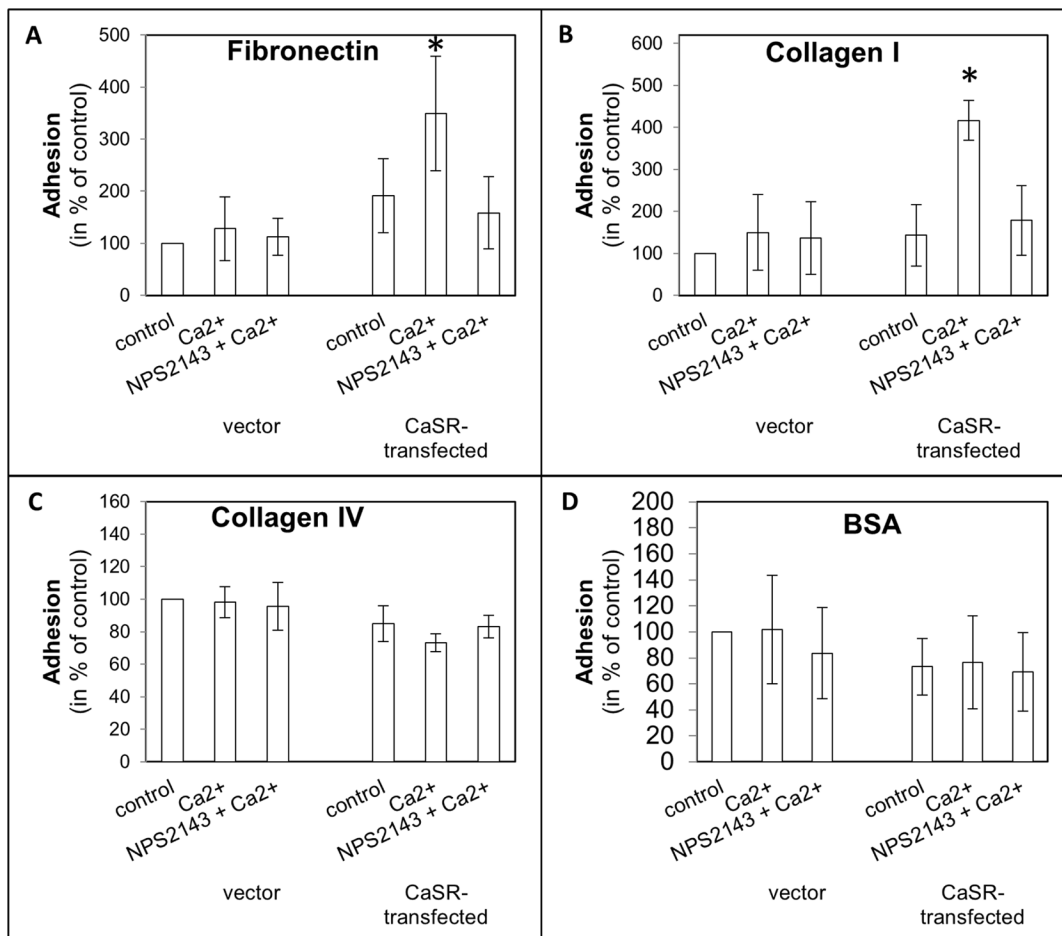 A
Fibronectin
Adhesion
(in % of control)
500
400
300
200
100
0
*
control
Ca2+
NPS2143 + Ca2+
control
Ca2+
NPS2143 + Ca2+
vector
CaSR-
transfected
B
Collagen I
Adhesion
(in % of control)
600
500
400
300
200
100
0
*
control
Ca2+
NPS2143 + Ca2+
control
Ca2+
NPS2143 + Ca2+
vector
CaSR-
transfected
C
Collagen IV
Adhesion
(in % of control)
160
140
120
100
80
60
40
20
0
control
Ca2+
NPS2143 + Ca2+
control
Ca2+
NPS2143 + Ca2+
vector
CaSR-
transfected
D
BSA
Adhesion
(in % of control)
200
180
160
140
120
100
80
60
40
20
0
control
Ca2+
NPS2143 + Ca2+
control
Ca2+
NPS2143 + Ca2+
vector
CaSR-
transfected